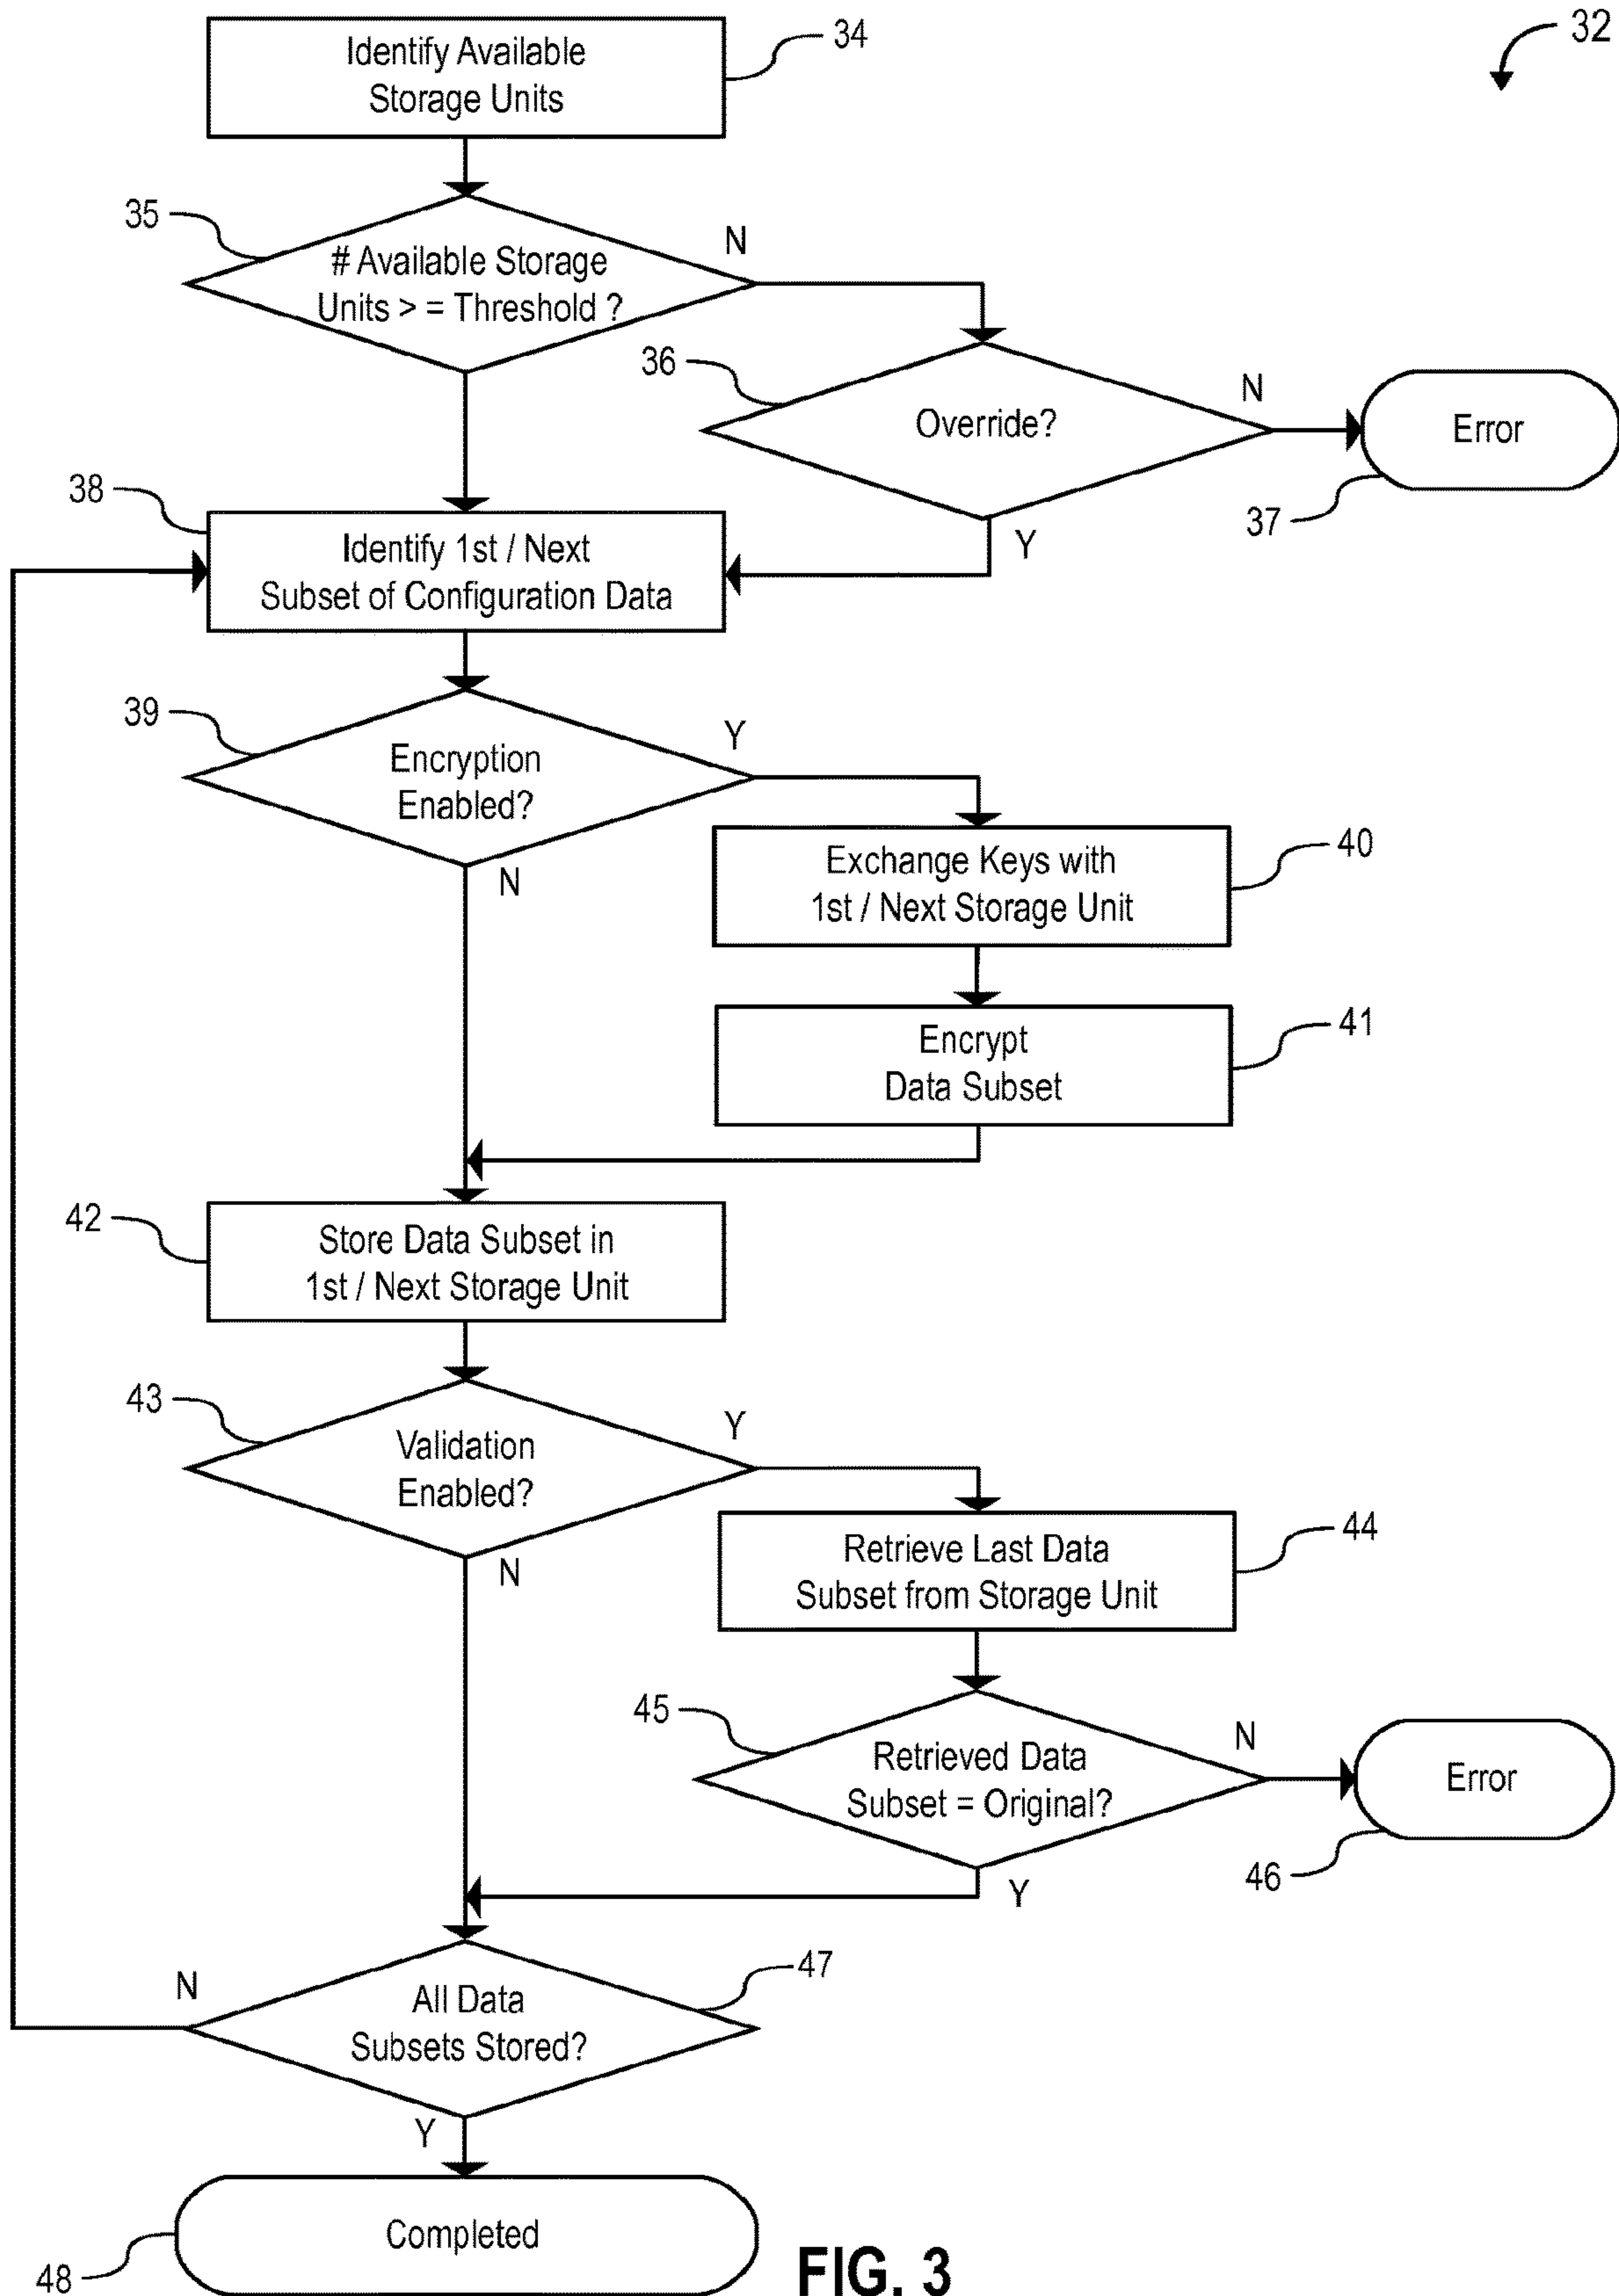 32
Identify Available
Storage Units
34
35
# Available Storage
Units > = Threshold ?
N
36
Override?
N
Error
37
Y
38
Identify 1st / Next
Subset of Configuration Data
39
Encryption
Enabled?
Y
N
Exchange Keys with
1st / Next Storage Unit
40
Encrypt
Data Subset
41
42
Store Data Subset in
1st / Next Storage Unit
43
Validation
Enabled?
Y
N
Retrieve Last Data
Subset from Storage Unit
44
45
Retrieved Data
Subset = Original?
N
Error
46
Y
N
All Data
Subsets Stored?
47
Y
Completed
48
FIG. 3